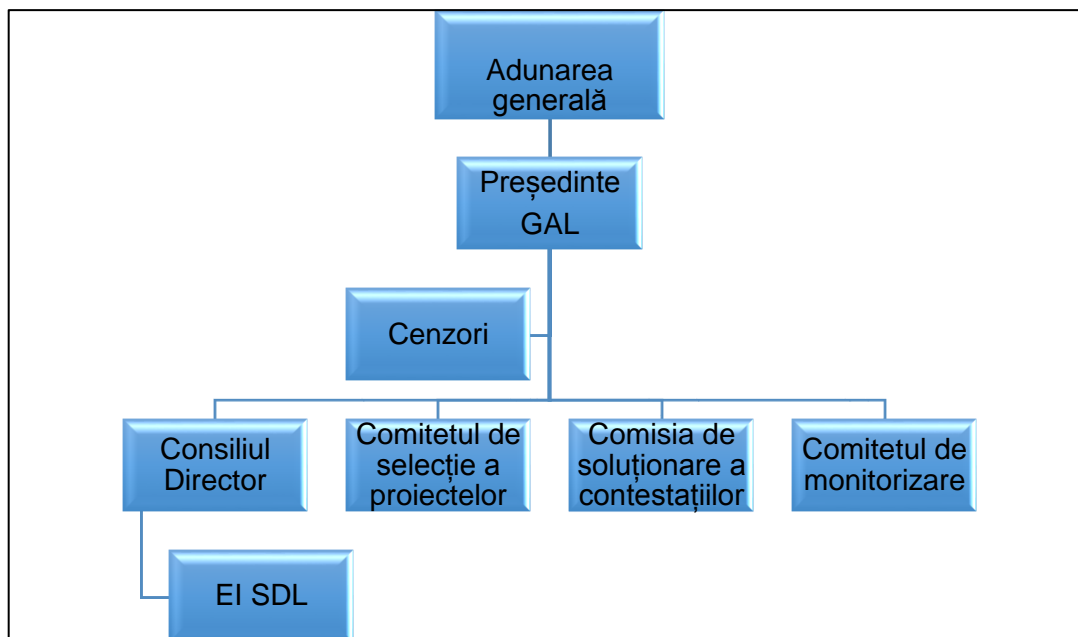 Adunarea
generală
Președinte
GAL
Cenzori
Consiliul
Director
Comitetul de
selecție a
proiectelor
Comisia de
soluționare a
contestațiilor
Comitetul de
monitorizare
EI SDL